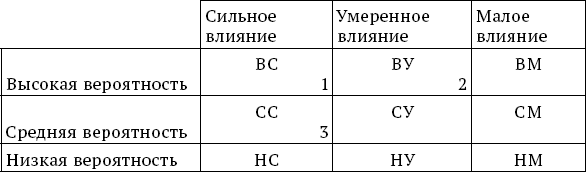 Сильное влияние Умеренное влияние Малое влияние
ВС ВУ ВМ
Высокая вероятность 1 2
СС СУ СМ
Средняя вероятность 3
Низкая вероятность НС НУ НМ